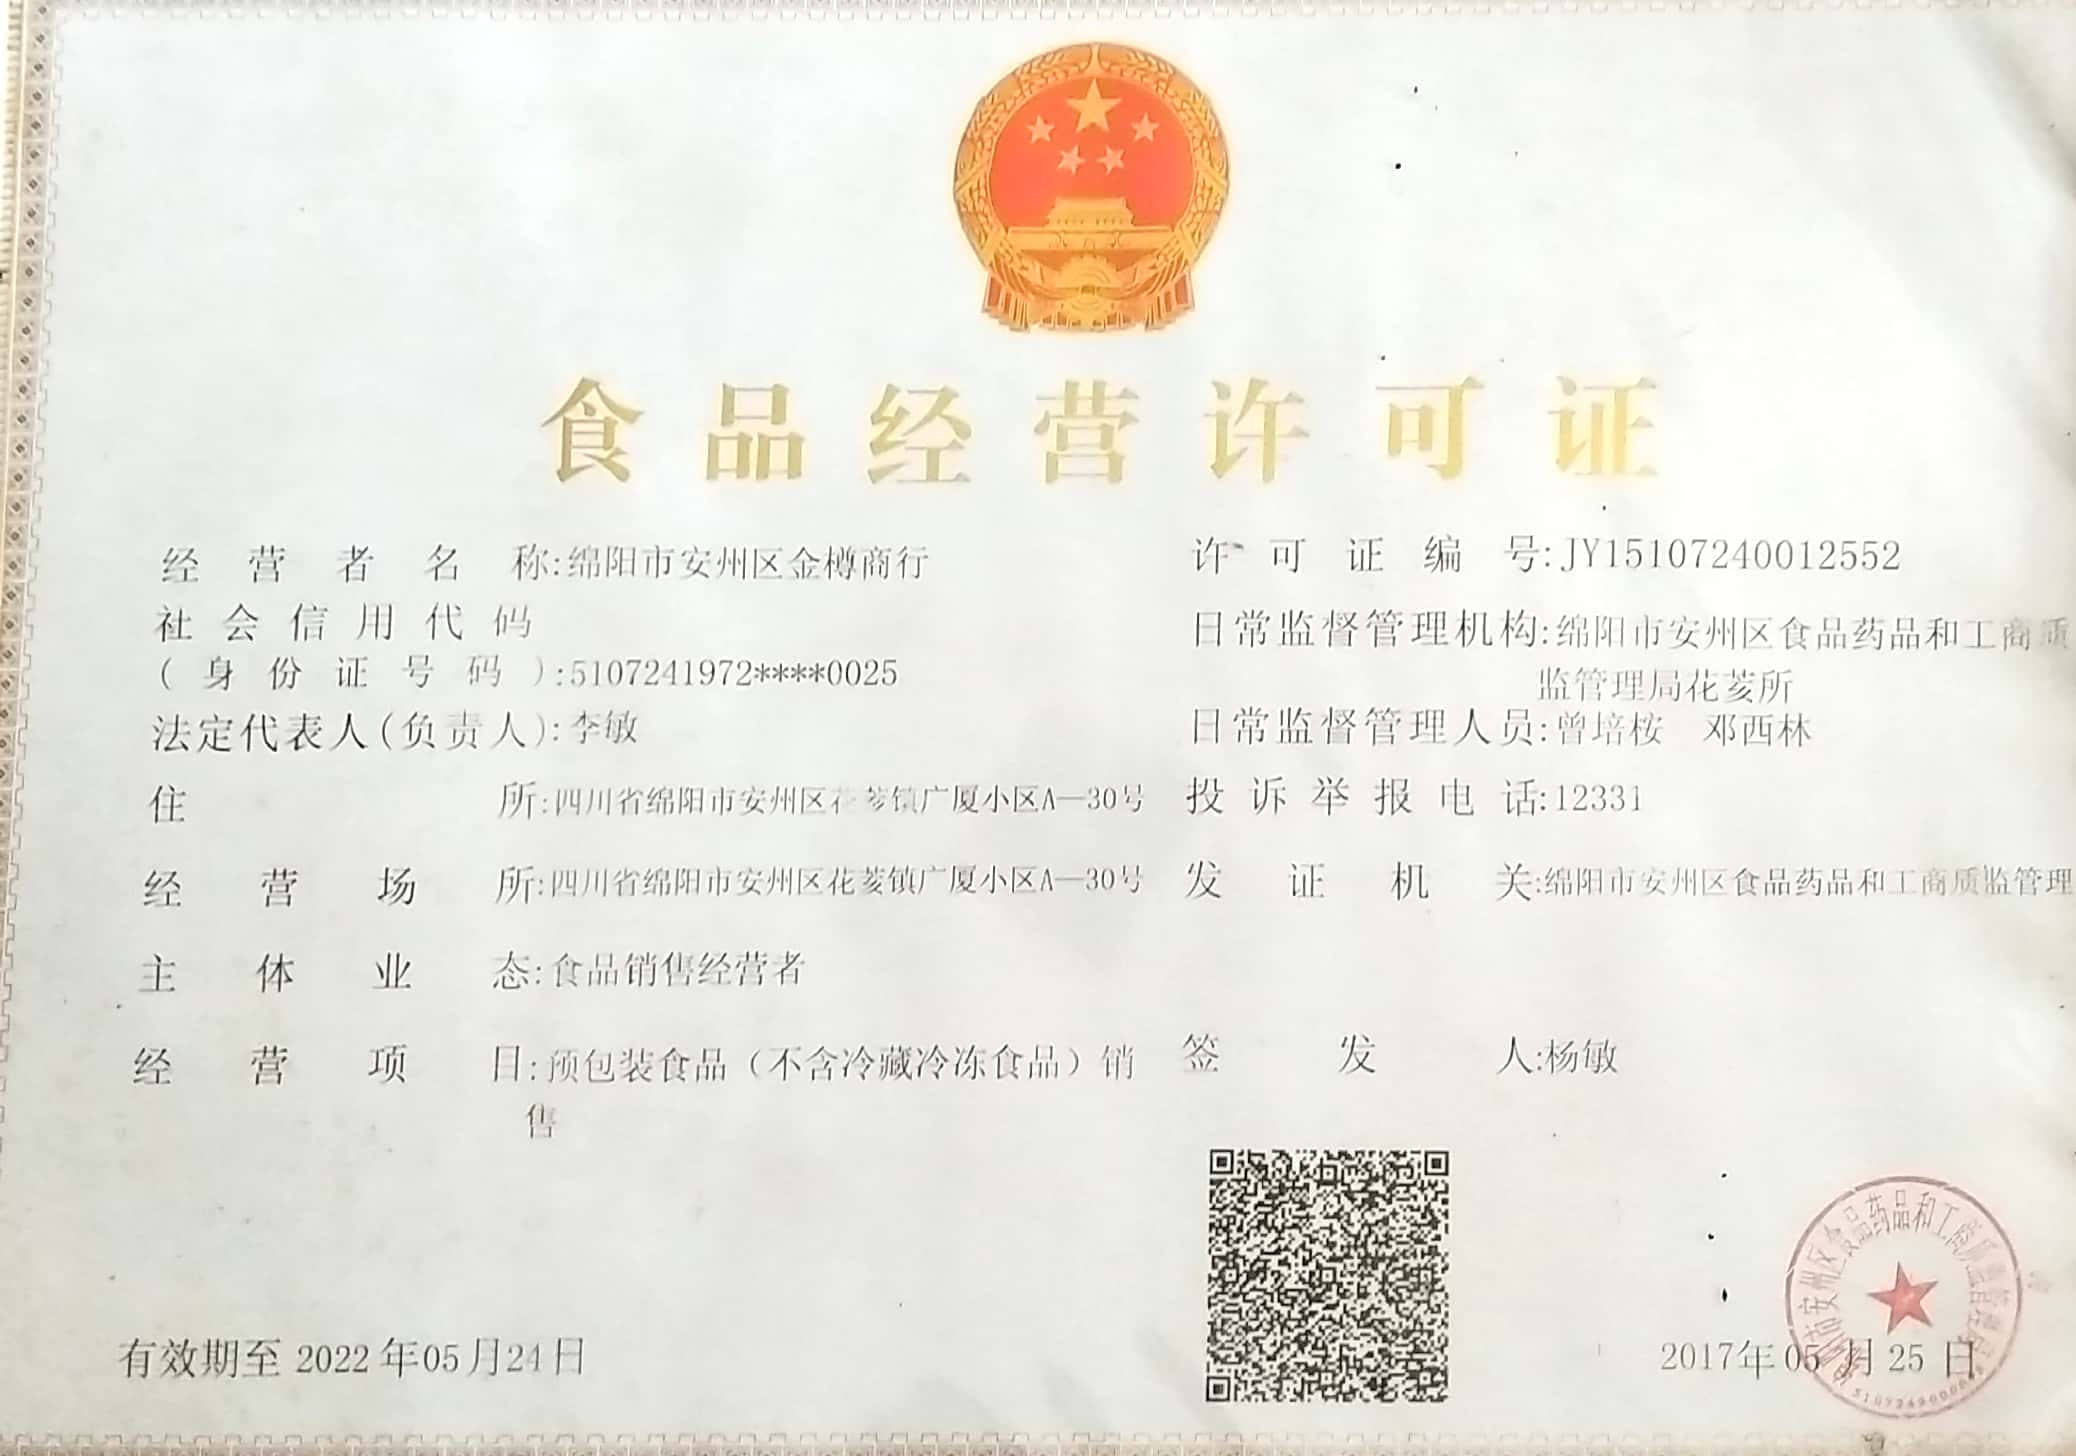 食品经营许可证
经营者名称:绵阳市安州区金樽商行
社会信用代码
(身份证号码):5107241972****0025
法定代表人(负责人):李敏
住所:四川省绵阳市安州区花荄镇广厦小区A—30号
经营场所:四川省绵阳市安州区花荄镇广厦小区A—30号
主体业态:食品销售经营者
经营项目:预包装食品（不含冷藏冷冻食品）销
售
有效期至 2022年05月24日
许可证编号:JY15107240012552
日常监督管理机构:绵阳市安州区食品药品和工商质
监管理局花荄所
日常监督管理人员:曾培桉 邓西林
投诉举报电话:12331
发证机关:绵阳市安州区食品药品和工商质监管理
签发人:杨敏
2017年05月25日